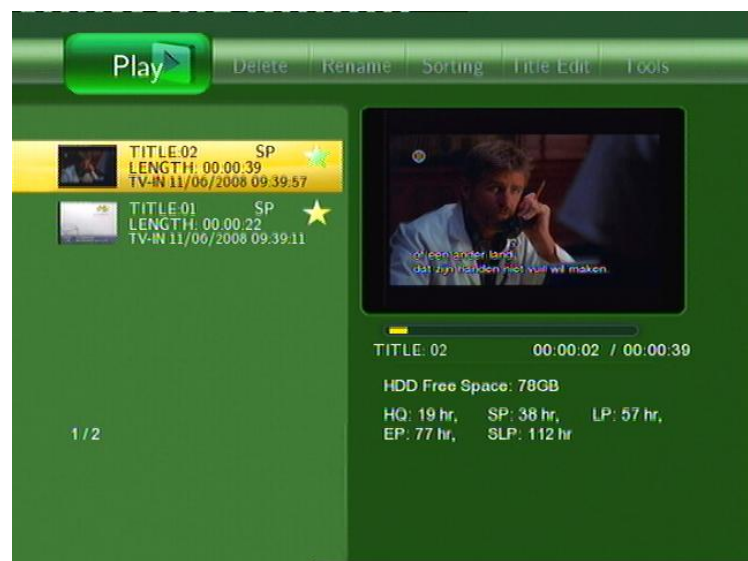 Play
Delete
Rename
Sorting
Title Edit
Tools
TITLE:02 SP
LENGTH: 00:00:39
TV-IN 11/06/2008 09:39:57
TITLE:01 SP
LENGTH: 00:00:22
TV-IN 11/06/2008 09:39:11
1 / 2
of een ander land,
dat zijn handen niet vuil wil maken.
TITLE: 02 00:00:02 / 00:00:39
HDD Free Space: 78GB
HQ: 19 hr, SP: 38 hr, LP: 57 hr,
EP: 77 hr, SLP: 112 hr